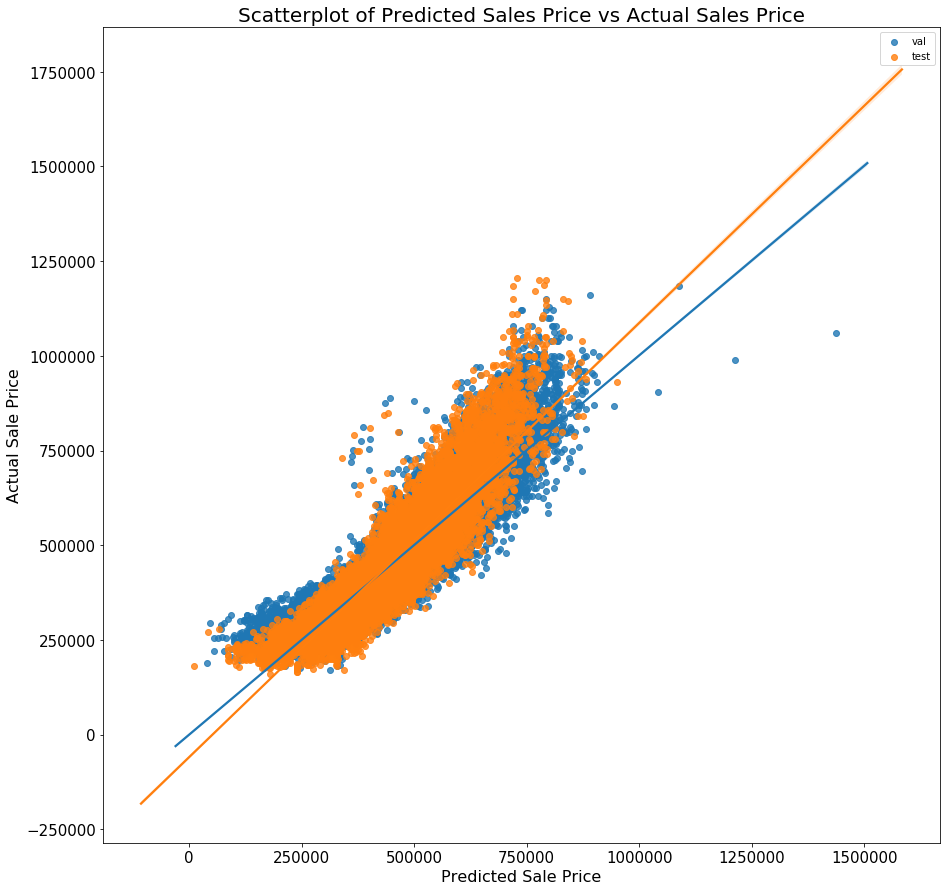 Scatterplot of Predicted Sales Price vs Actual Sales Price
val
test
1750000
1500000
1250000
1000000
750000
500000
250000
0
−250000
Actual Sale Price
0 250000 500000 750000 1000000 1250000 1500000
Predicted Sale Price